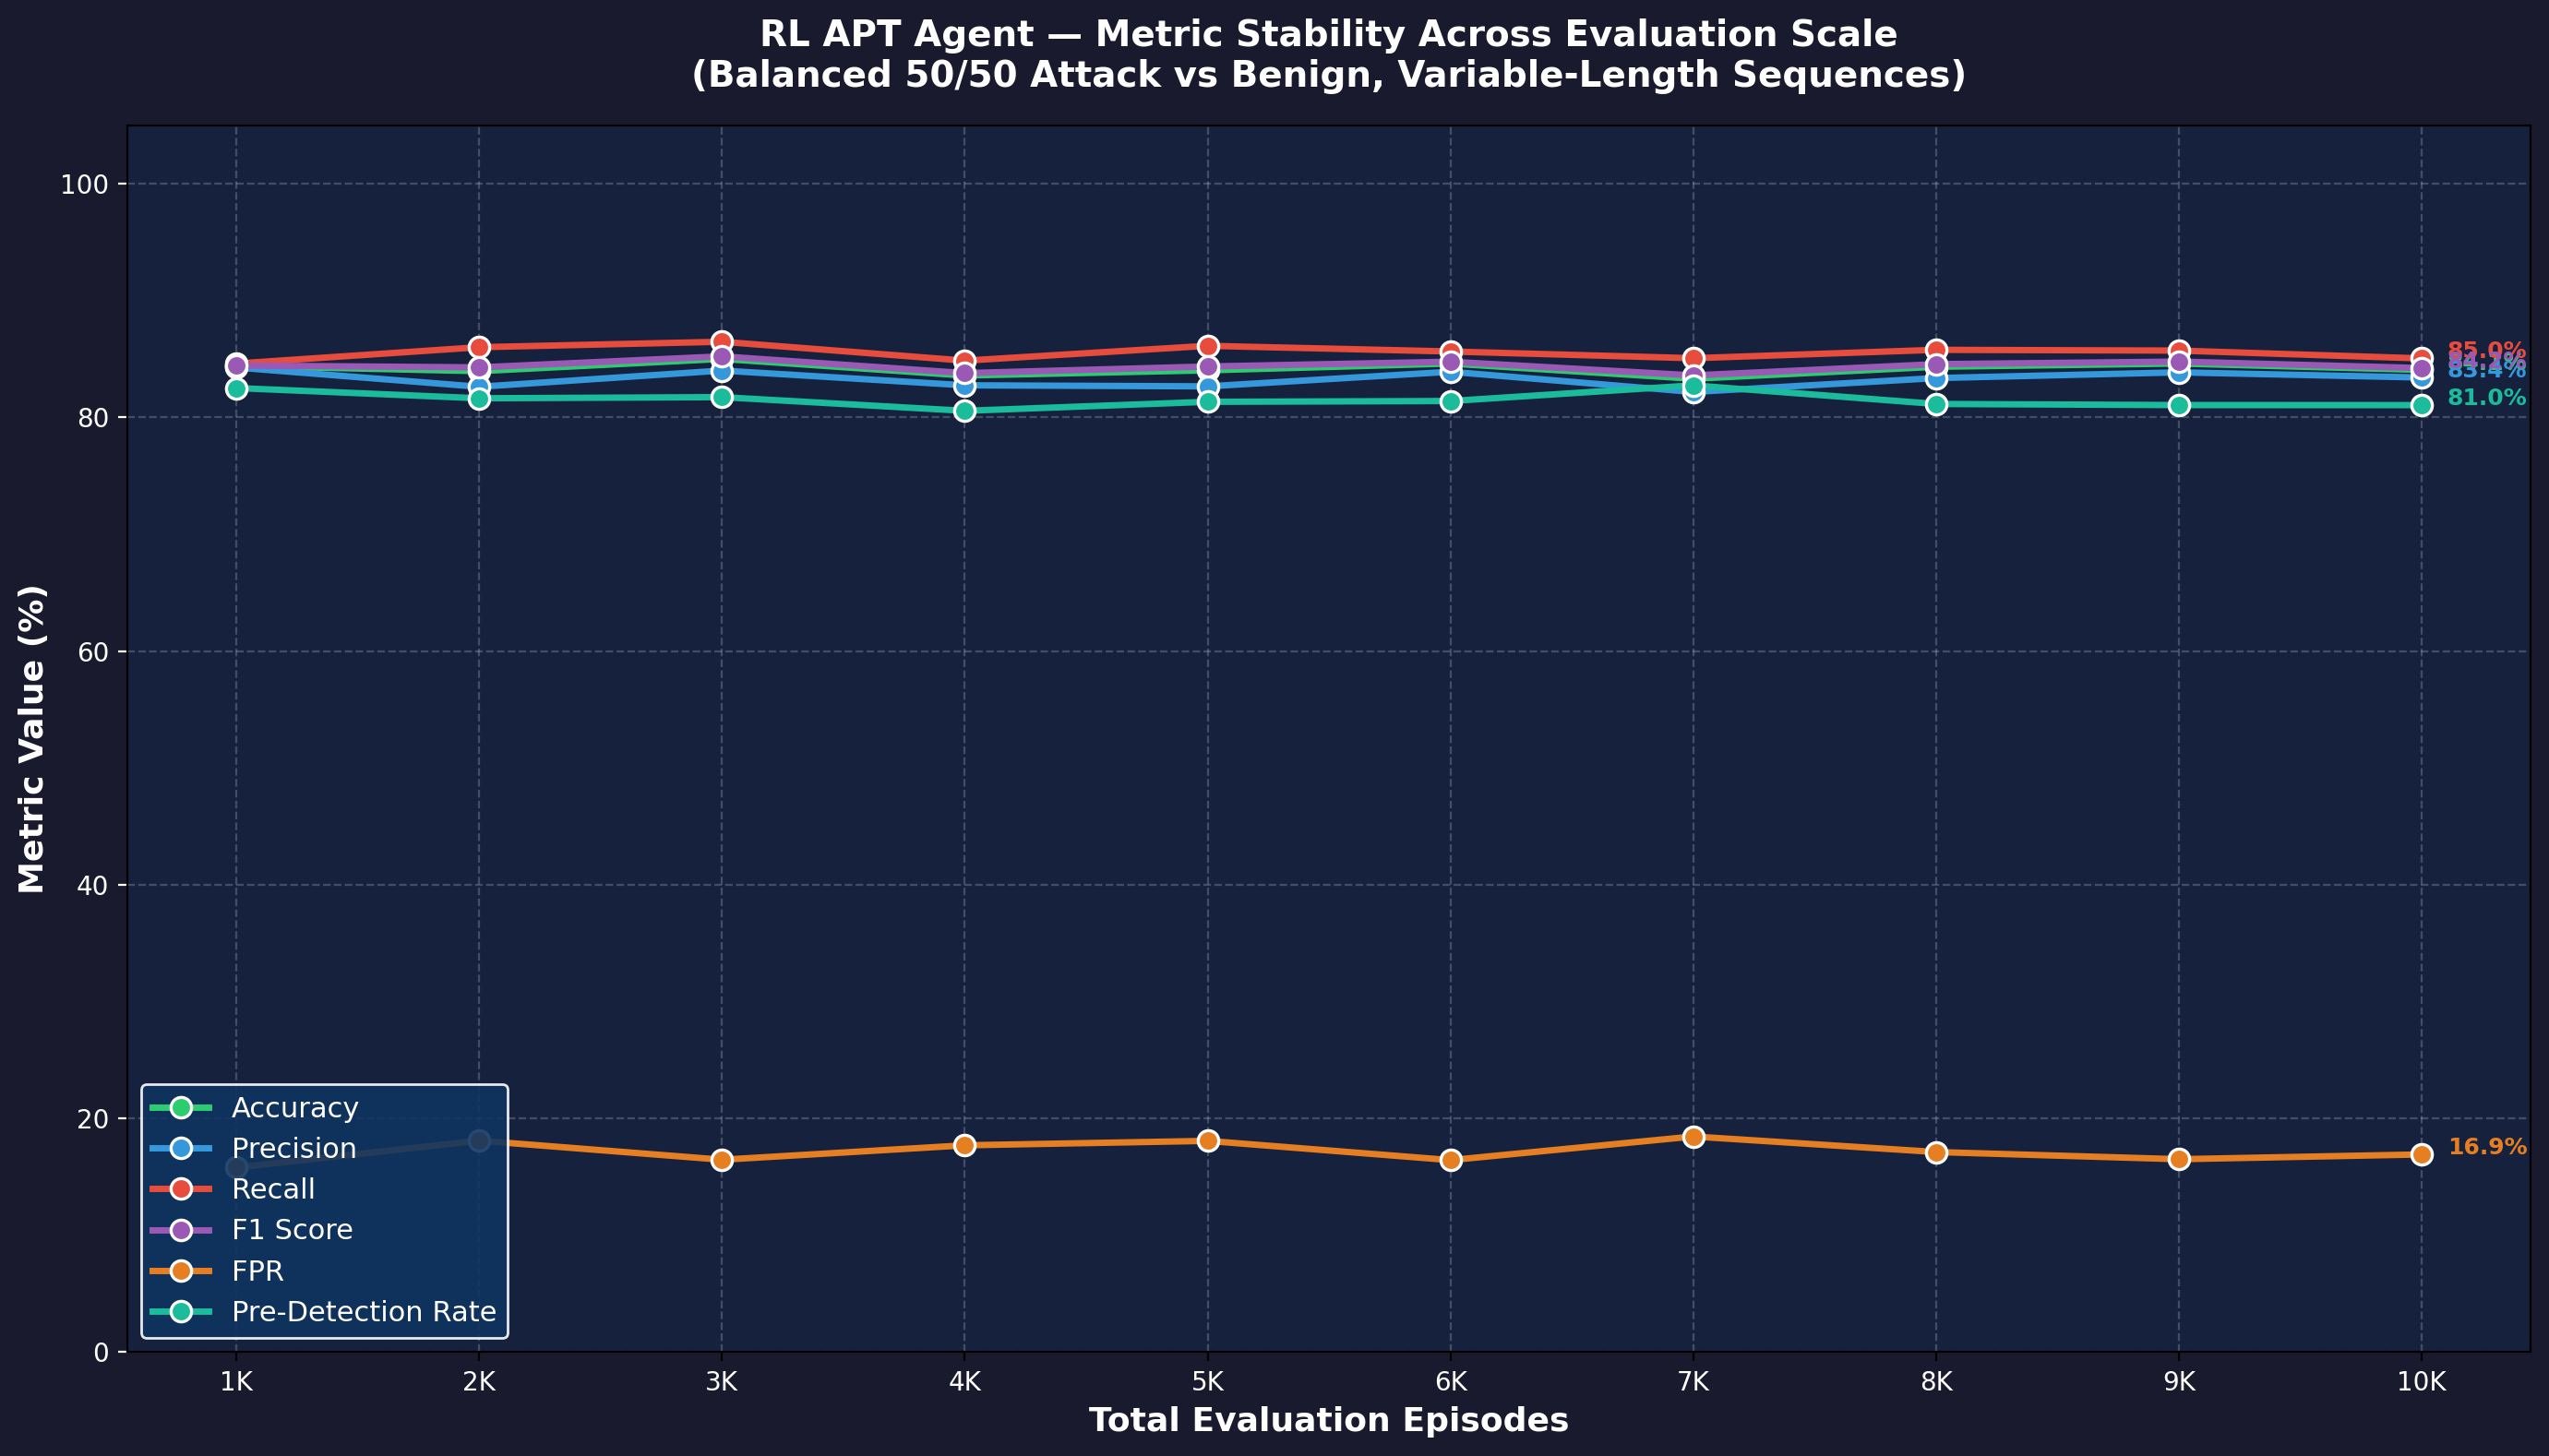 RL APT Agent — Metric Stability Across Evaluation Scale
(Balanced 50/50 Attack vs Benign, Variable-Length Sequences)
Metric Value (%)
100
80
60
40
20
0
85.0%
83.4%
81.0%
16.9%
Accuracy
Precision
Recall
F1 Score
FPR
Pre-Detection Rate
1K 2K 3K 4K 5K 6K 7K 8K 9K 10K
Total Evaluation Episodes